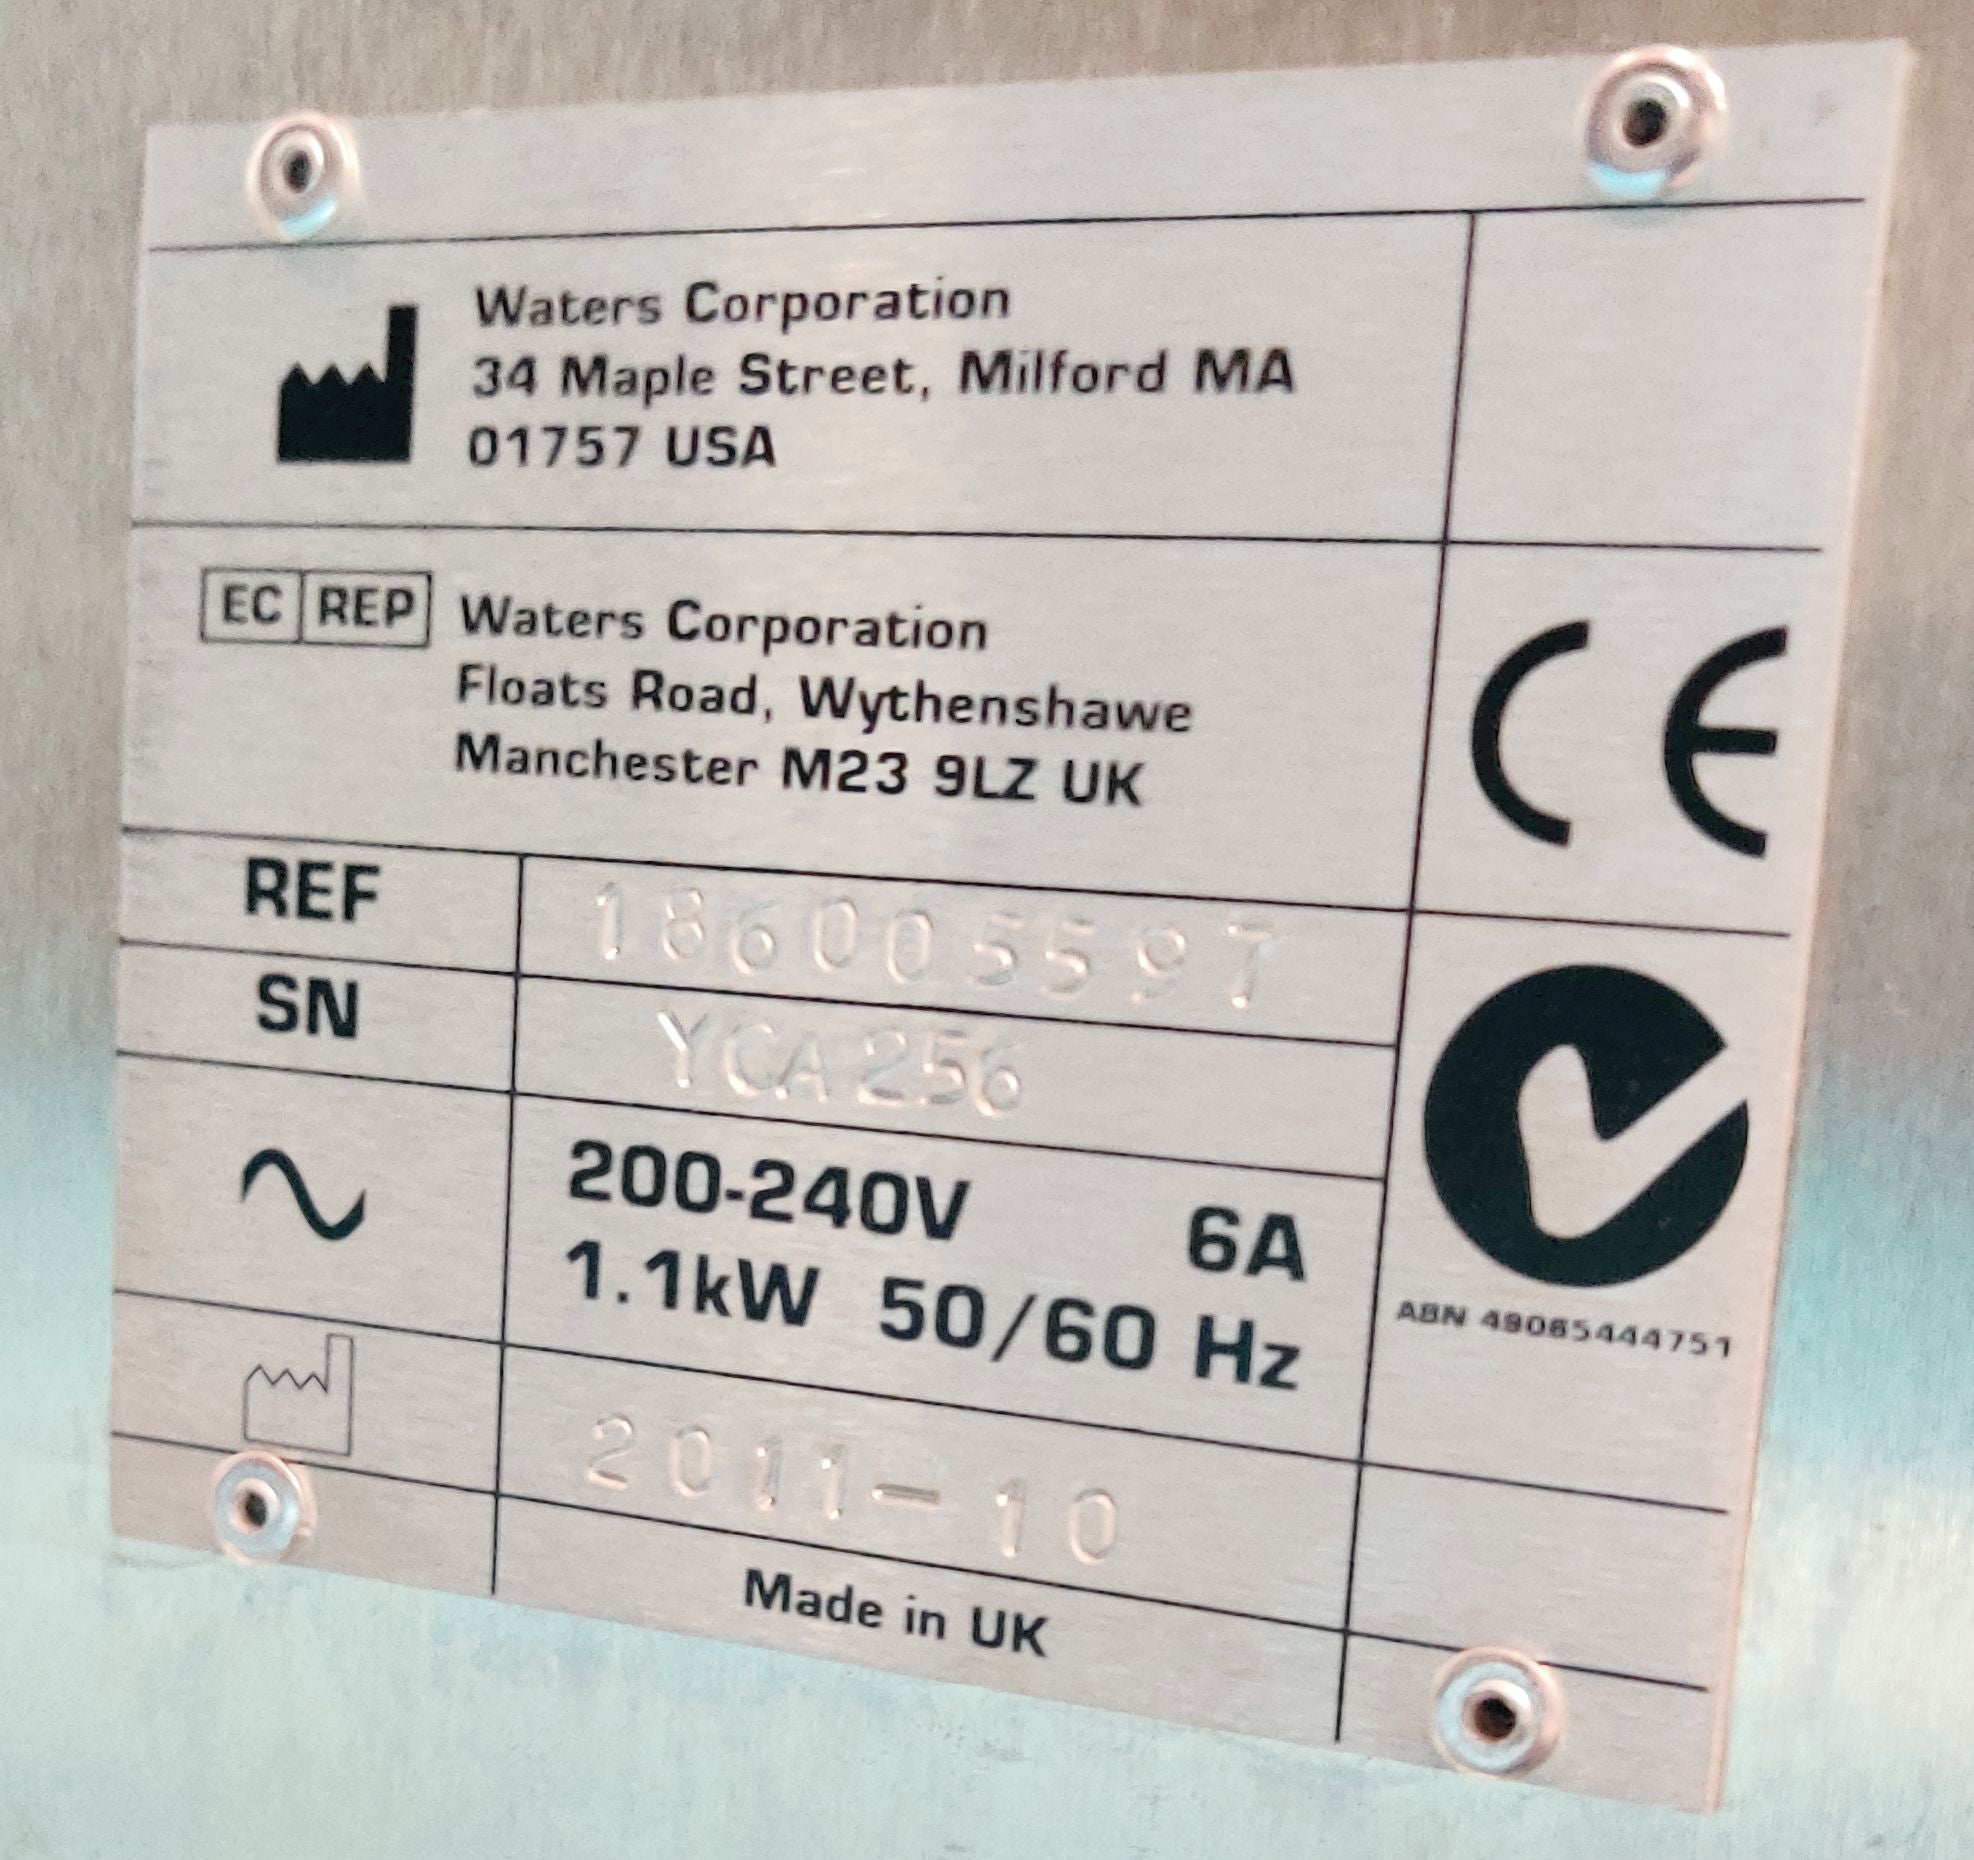 Waters Corporation
34 Maple Street, Milford MA
01757 USA
EC REP
Waters Corporation
Floats Road, Wythenshawe
Manchester M23 9LZ UK
CE
REF 186005597
SN YCA256
200-240V 6A
1.1kW 50/60 Hz
ABN 49065444751
2011-10
Made in UK